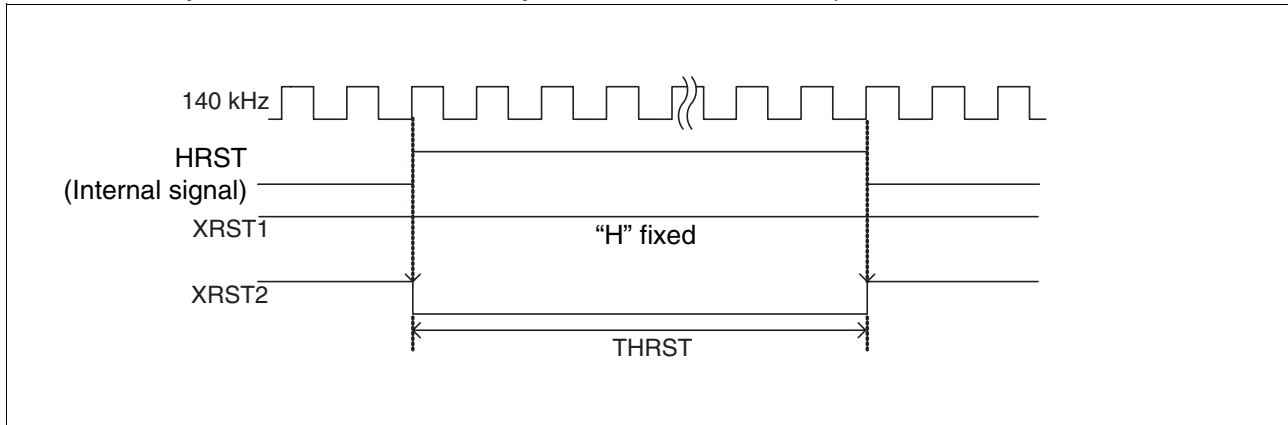 140 kHz
HRST
(Internal signal)
XRST1
“H” fixed
XRST2
THRST